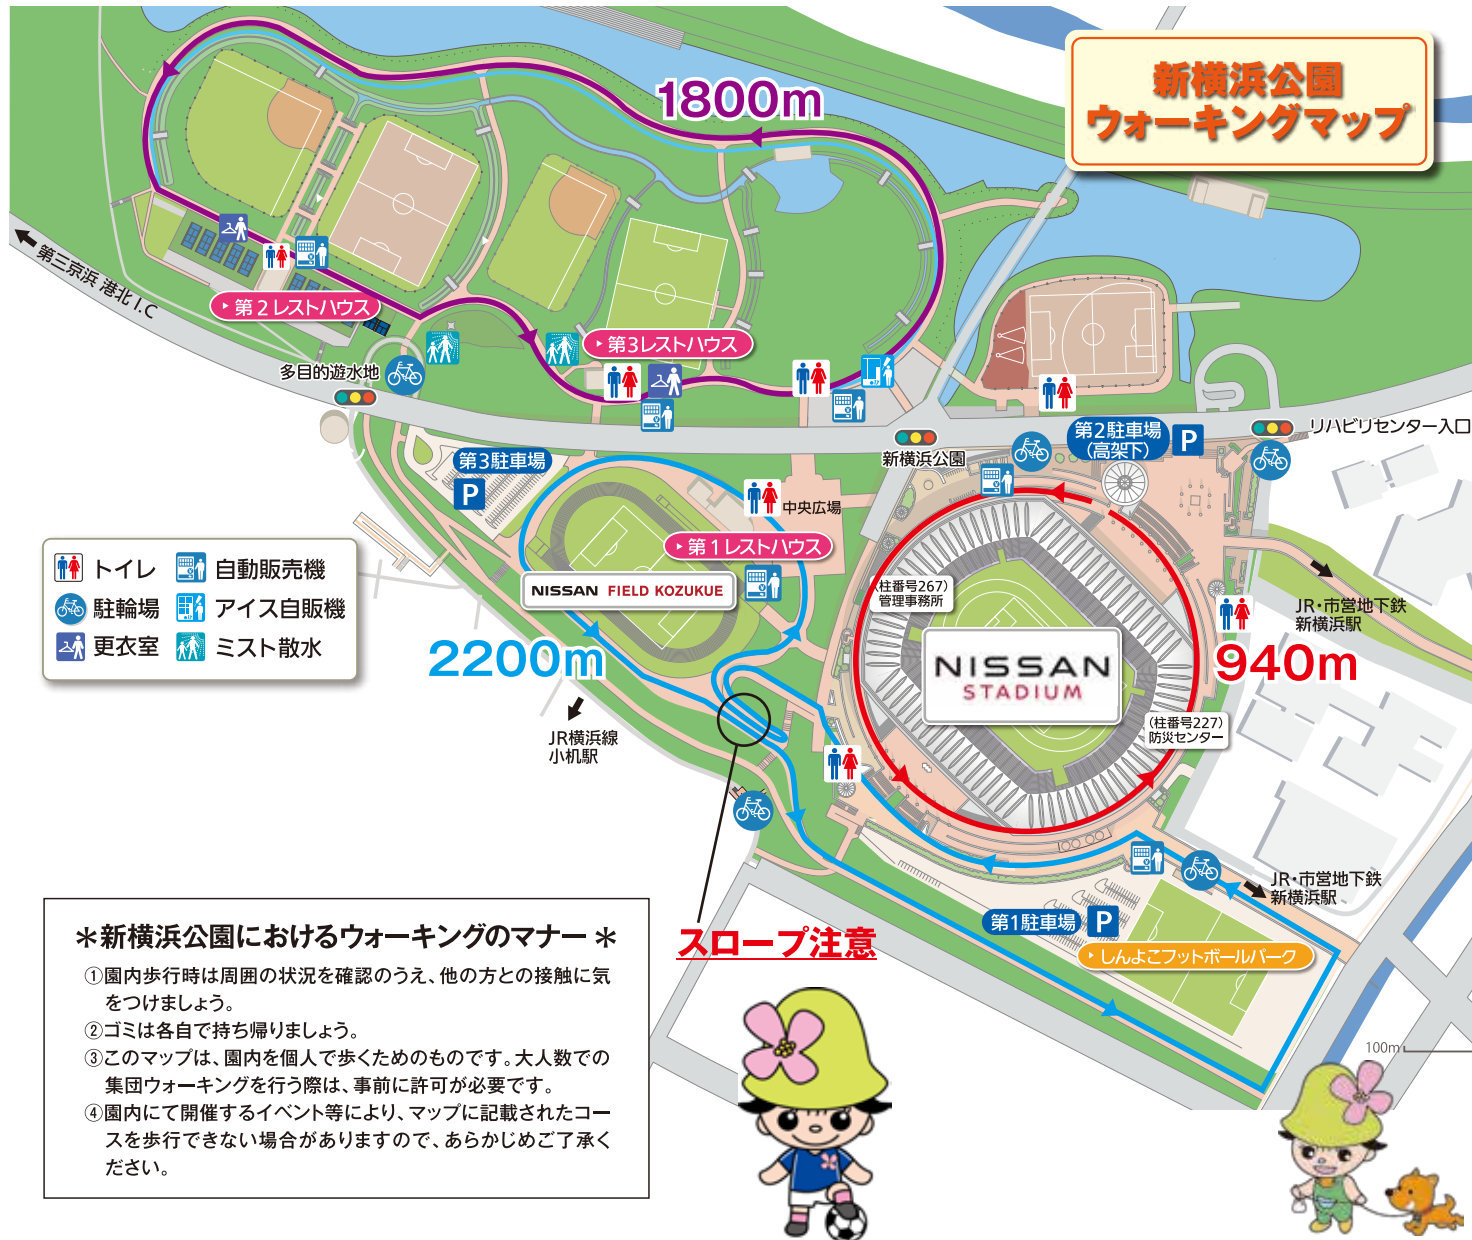 新横浜公園
ウォーキングマップ
1800m
第三京浜 港北 I.C
第2レストハウス
第3レストハウス
多目的遊水地
リハビリセンター入口
第2駐車場
(高架下)
P
新横浜公園
第3駐車場
P
中央広場
第1レストハウス
トイレ
自動販売機
駐輪場
アイス自販機
更衣室
ミスト散水
NISSAN FIELD KOZUKUE
(柱番号267)
管理事務所
JR・市営地下鉄
新横浜駅
2200m
NISSAN
STADIUM
940m
(柱番号227)
防災センター
JR横浜線
小机駅
JR・市営地下鉄
新横浜駅
第1駐車場
P
しんよこフットボールパーク
スロープ注意
100m
＊新横浜公園におけるウォーキングのマナー＊
①園内歩行時は周囲の状況を確認のうえ、他の方との接触に気
をつけましょう。
②ゴミは各自で持ち帰りましょう。
③このマップは、園内を個人で歩くためのものです。大人数での
集団ウォーキングを行う際は、事前に許可が必要です。
④園内にて開催するイベント等により、マップに記載されたコー
スを歩行できない場合がありますので、あらかじめご了承く
ださい。